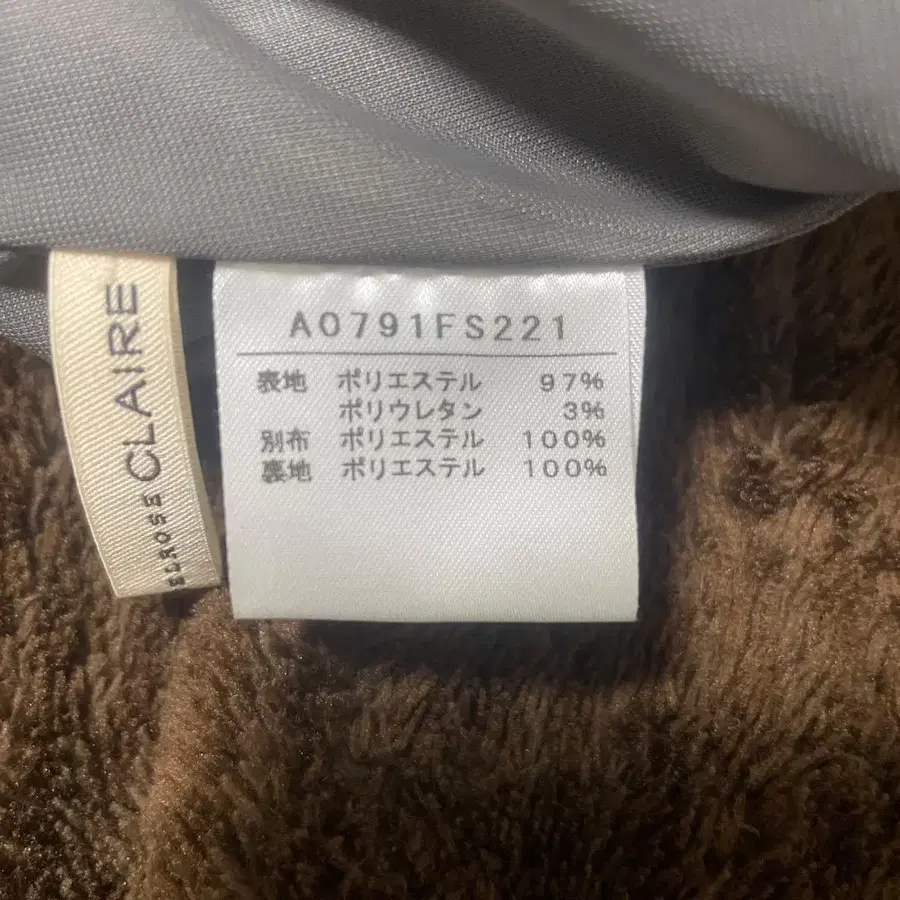 A0791FS221
表地 ポリエステル 97%
ポリウレタン 3%
別布 ポリエステル 100%
裏地 ポリエステル 100%
CLAIRE
ELROSE